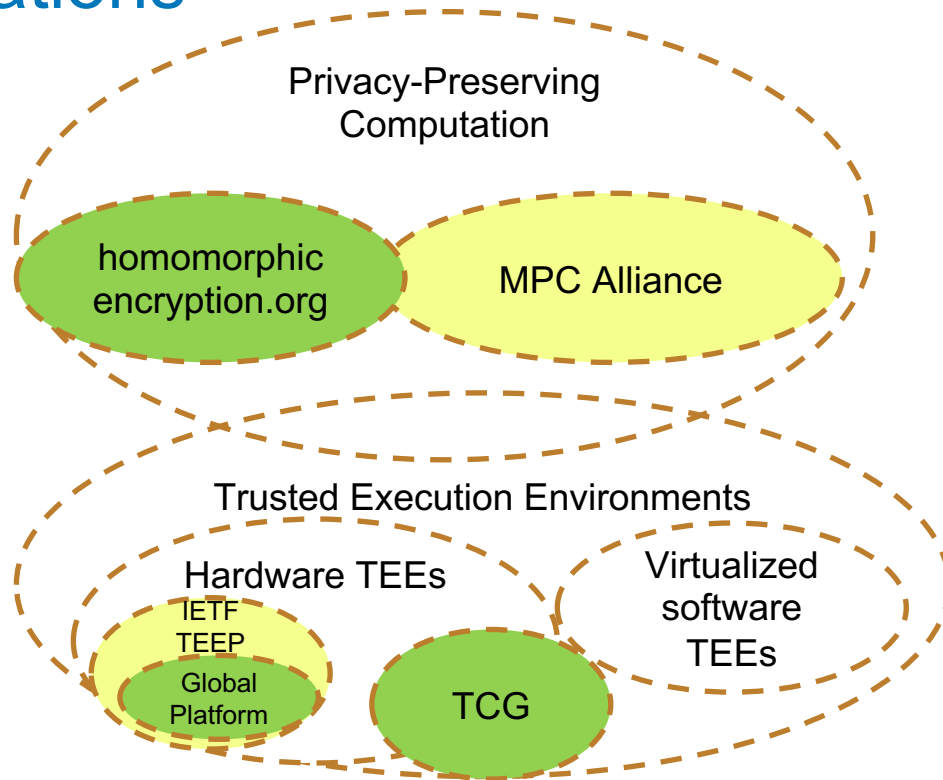 Privacy-Preserving
Computation
homomorphic
encryption.org
MPC Alliance
Trusted Execution Environments
Hardware TEEs
IETF
TEEP
Global
Platform
TCG
Virtualized
software
TEEs